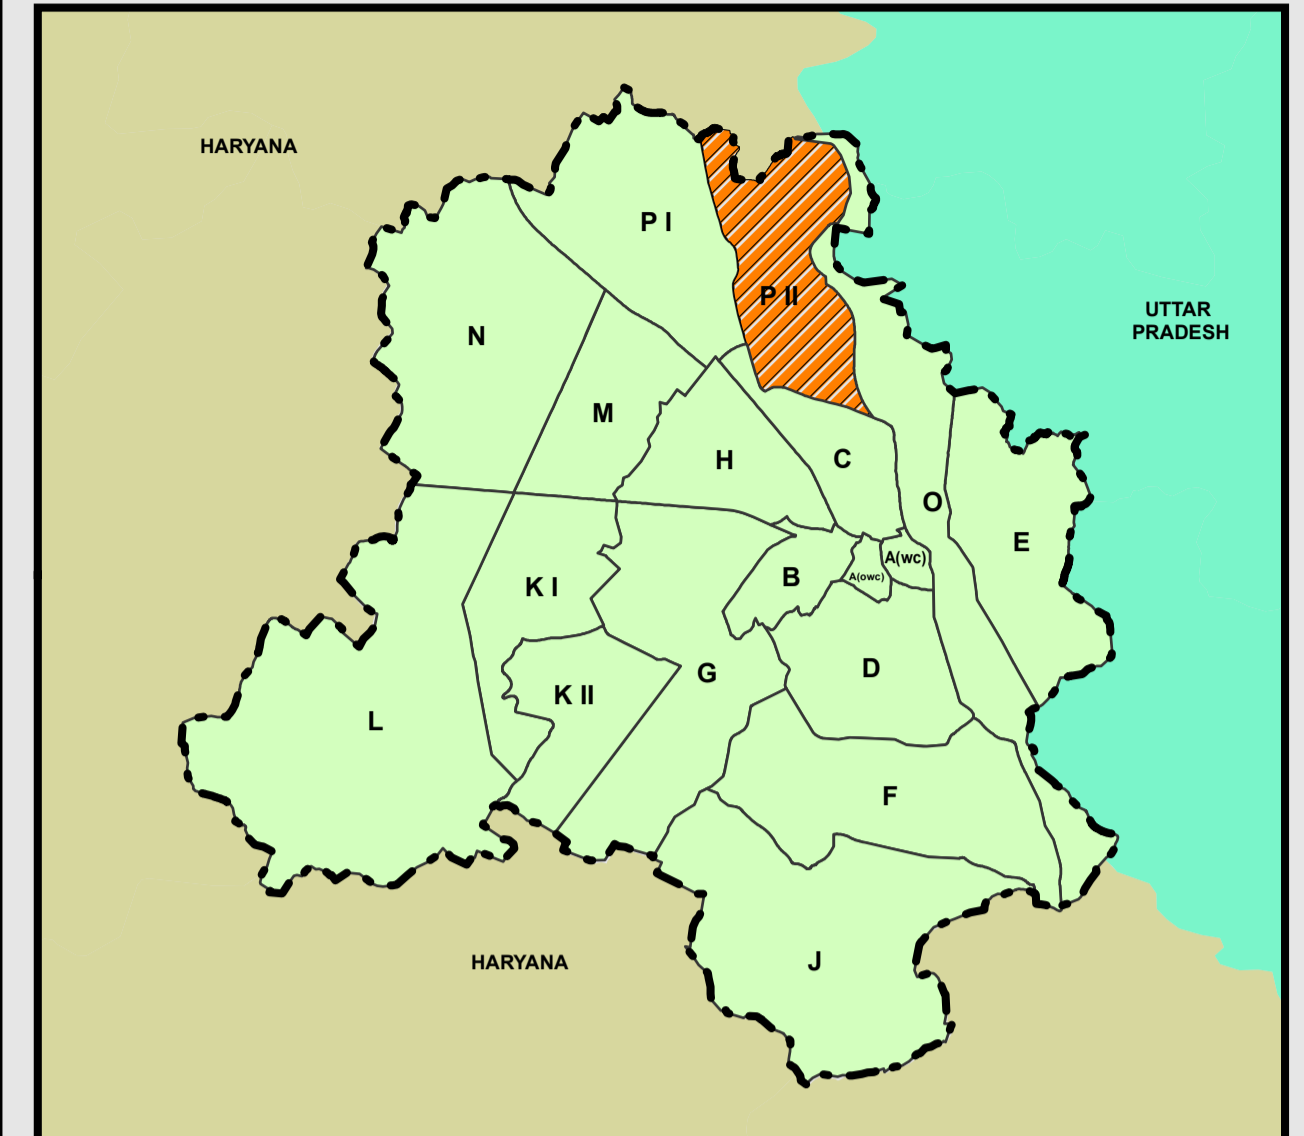 HARYANA
P I
P II
UTTAR
PRADESH
N
M
H
C
O
E
A(wc)
A(owc)
B
K I
D
G
K II
L
F
J
HARYANA